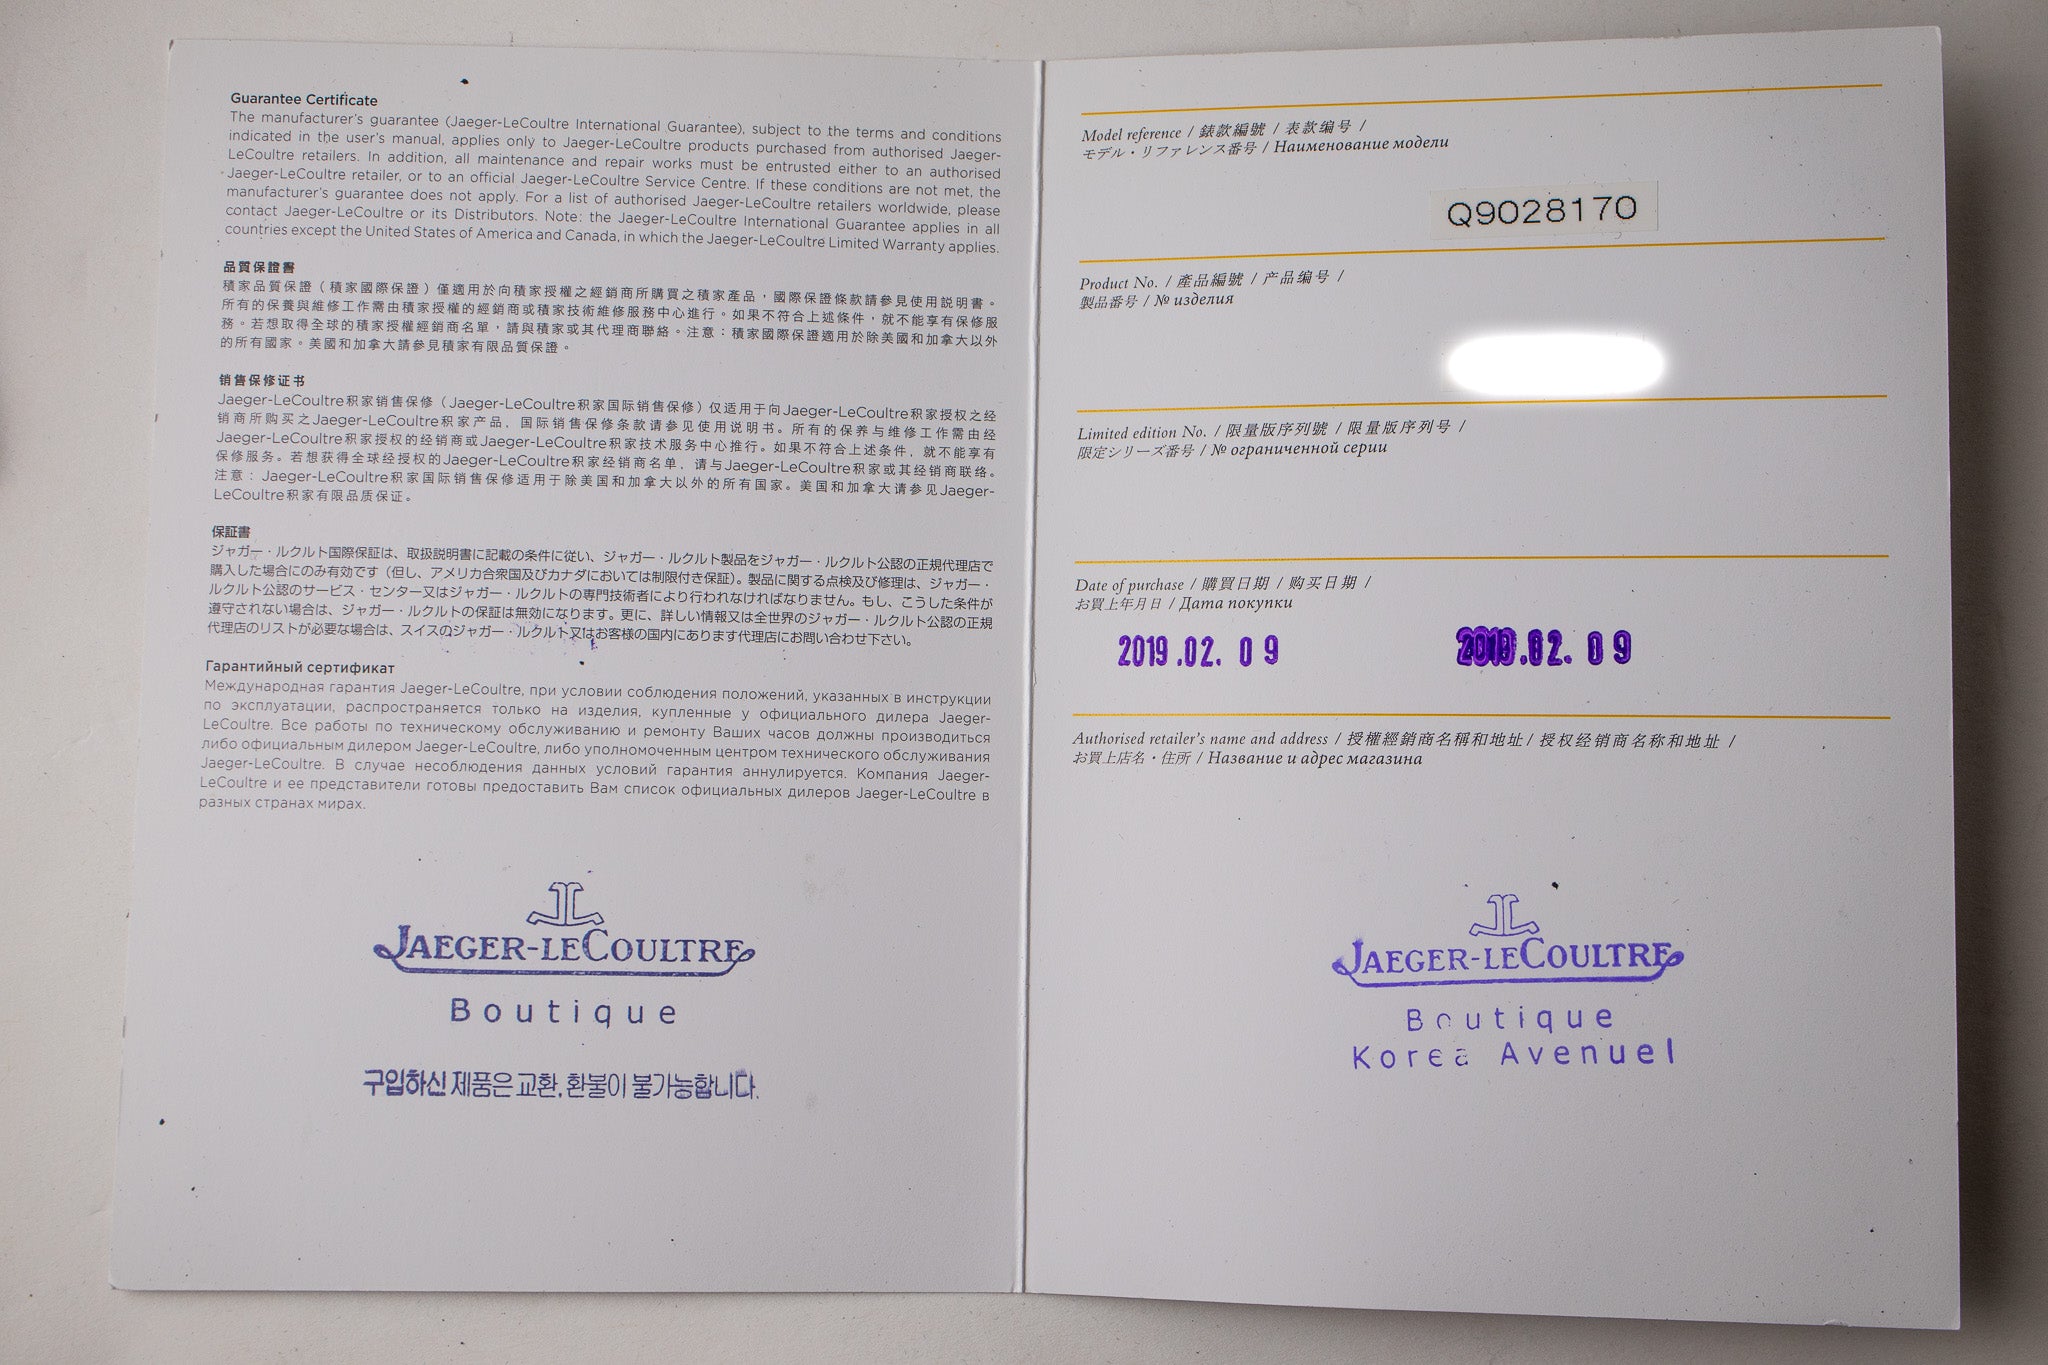 Guarantee Certificate
The manufacturer's guarantee (Jaeger-LeCoultre International Guarantee), subject to the terms and conditions
indicated in the user's manual, applies only to Jaeger-LeCoultre products purchased from authorised Jaeger-
LeCoultre retailers. In addition, all maintenance and repair works must be entrusted either to an authorised
Jaeger-LeCoultre retailer, or to an official Jaeger-LeCoultre Service Centre. If these conditions are not met, the
manufacturer's guarantee does not apply. For a list of authorised Jaeger-LeCoultre retailers worldwide, please
contact Jaeger-LeCoultre or its Distributors. Note: the Jaeger-LeCoultre International Guarantee applies in all
countries except the United States of America and Canada, in which the Jaeger-LeCoultre Limited Warranty applies.
品質保證書
積家品質保證（積家國際保證）僅適用於向積家授權之經銷商所購買之積家產品，國際保證條款請參見使用說明書。
所有的保養與維修工作需由積家授權的經銷商或積家技術維修服務中心進行。如果不符合上述條件，就不能享有保修服
務。若想取得全球的積家授權經銷商名單，請與積家或其代理商聯絡。注意：積家國際保證適用於除美國和加拿大以外
的所有國家。美國和加拿大請參見積家有限品質保證。
销售保修证书
Jaeger-LeCoultre积家销售保修（Jaeger-LeCoultre积家国际销售保修）仅适用于向Jaeger-LeCoultre积家授权之经
销商所购买之Jaeger-LeCoultre积家产品，国际销售保修条款请参见使用说明书。所有的保养与维修工作需由经
Jaeger-LeCoultre积家授权的经销商或Jaeger-LeCoultre积家技术服务中心推行。如果不符合上述条件，就不能享有
保修服务。若想获得全球经授权的Jaeger-LeCoultre积家经销商名单，请与Jaeger-LeCoultre积家或其经销商联络。
注意：Jaeger-LeCoultre积家国际销售保修适用于除美国和加拿大以外的所有国家。美国和加拿大请参见Jaeger-
LeCoultre积家有限品质保证。
保証書
ジャガー・ルクルト国際保証は、取扱説明書に記載の条件に従い、ジャガー・ルクルト製品をジャガー・ルクルト公認の正規代理店で
購入した場合にのみ有効です（但し、アメリカ合衆国及びカナダにおいては制限付き保証）。製品に関する点検及び修理は、ジャガー・
ルクルト公認のサービス・センター又はジャガー・ルクルトの専門技術者により行われなければなりません。もし、こうした条件が
遵守されない場合は、ジャガー・ルクルトの保証は無効になります。更に、詳しい情報又は全世界のジャガー・ルクルト公認の正規
代理店のリストが必要な場合は、スイスのジャガー・ルクルト又はお客様の国内にあります代理店にお問い合わせ下さい。
Гарантийный сертификат
Международная гарантия Jaeger-LeCoultre, при условии соблюдения положений, указанных в инструкции
по эксплуатации, распространяется только на изделия, купленные у официального дилера Jaeger-
LeCoultre. Все работы по техническому обслуживанию и ремонту Ваших часов должны производиться
либо официальным дилером Jaeger-LeCoultre, либо уполномоченным центром технического обслуживания
Jaeger-LeCoultre. В случае несоблюдения данных условий гарантия аннулируется. Компания Jaeger-
LeCoultre и ее представители готовы предоставить Вам список официальных дилеров Jaeger-LeCoultre в
разных странах мирах.
JAEGER-LECOULTRE
Boutique
구입하신 제품은 교환, 환불이 불가능합니다.
Model reference / 錶款編號 / 表款编号 /
モデル・リファレンス番号 / Наименование модели
Q9028170
Product No. / 產品編號 / 产品编号 /
製品番号 / № изделия
Limited edition No. / 限量版序列號 / 限量版序列号 /
限定シリーズ番号 / № ограниченной серии
Date of purchase / 購買日期 / 购买日期 /
お買上年月日 / Дата покупки
2019.02. 09 2019.02. 09
Authorised retailer's name and address / 授權經銷商名稱和地址 / 授权经销商名称和地址 /
お買上店名・住所 / Название и адрес магазина
JAEGER-LECOULTRE
Boutique
Korea Avenuel